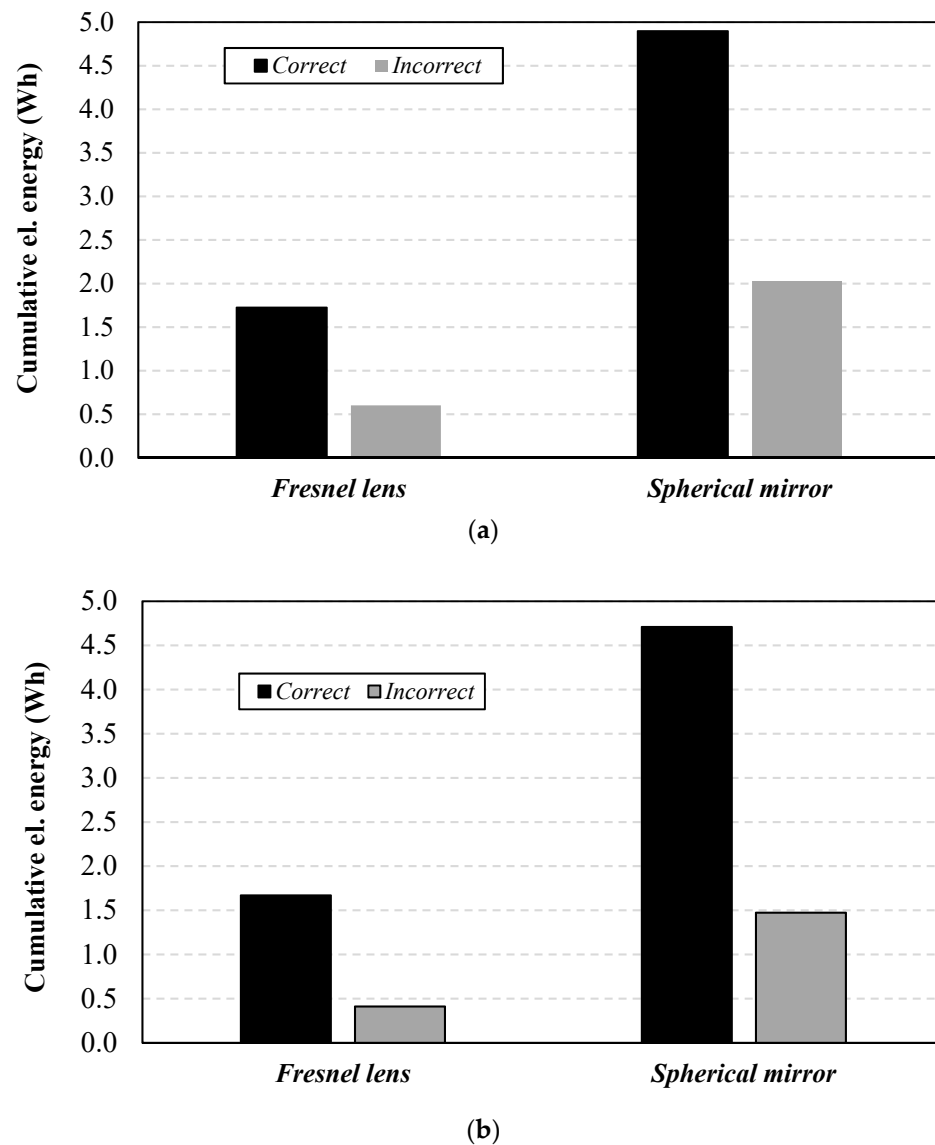 Cumulative el. energy (Wh)
5.0
4.5
4.0
3.5
3.0
2.5
2.0
1.5
1.0
0.5
0.0
Correct Incorrect
Fresnel lens Spherical mirror
(a)
Cumulative el. energy (Wh)
5.0
4.5
4.0
3.5
3.0
2.5
2.0
1.5
1.0
0.5
0.0
Correct Incorrect
Fresnel lens Spherical mirror
(b)